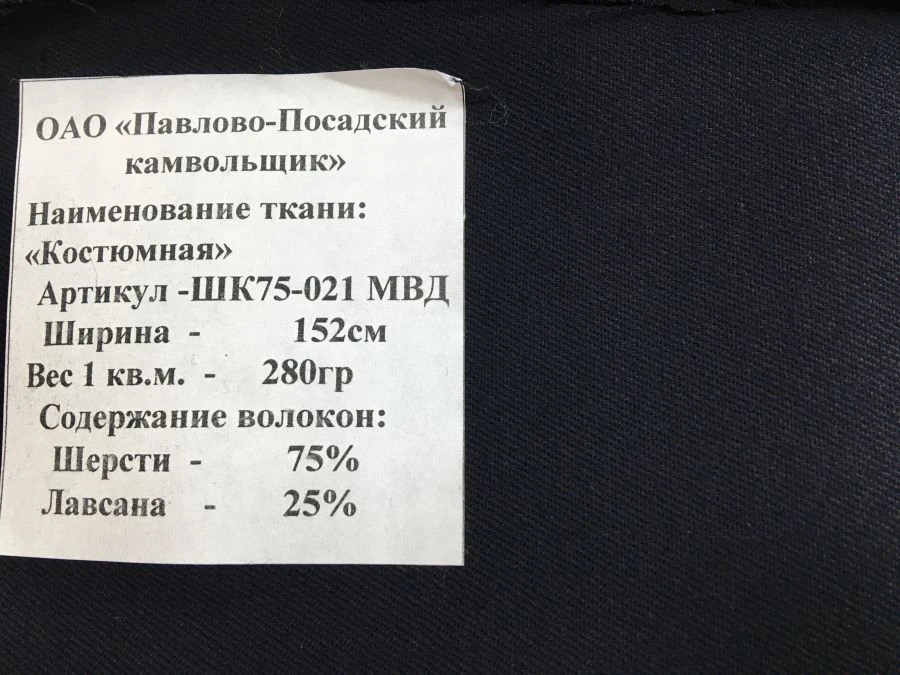 ОАО «Павлово-Посадский
камвольщик»
Наименование ткани:
«Костюмная»
Артикул -ШК75-021 МВД
Ширина - 152см
Вес 1 кв.м. - 280гр
Содержание волокон:
Шерсти - 75%
Лавсана - 25%